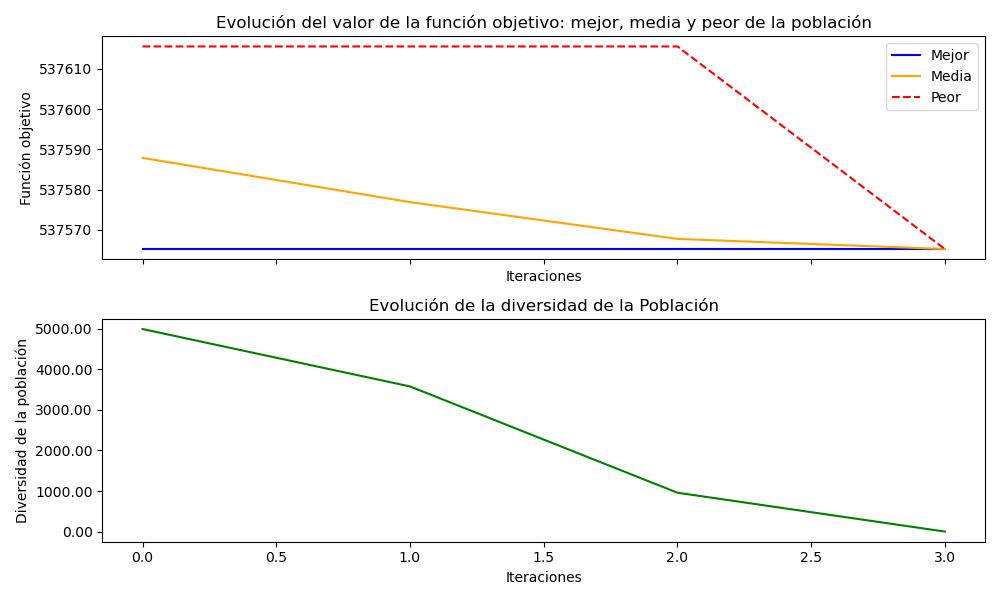 Evolución del valor de la función objetivo: mejor, media y peor de la población
Función objetivo
537610
537600
537590
537580
537570
Mejor
Media
Peor
Iteraciones
Evolución de la diversidad de la Población
Diversidad de la población
5000.00
4000.00
3000.00
2000.00
1000.00
0.00
0.0 0.5 1.0 1.5 2.0 2.5 3.0
Iteraciones